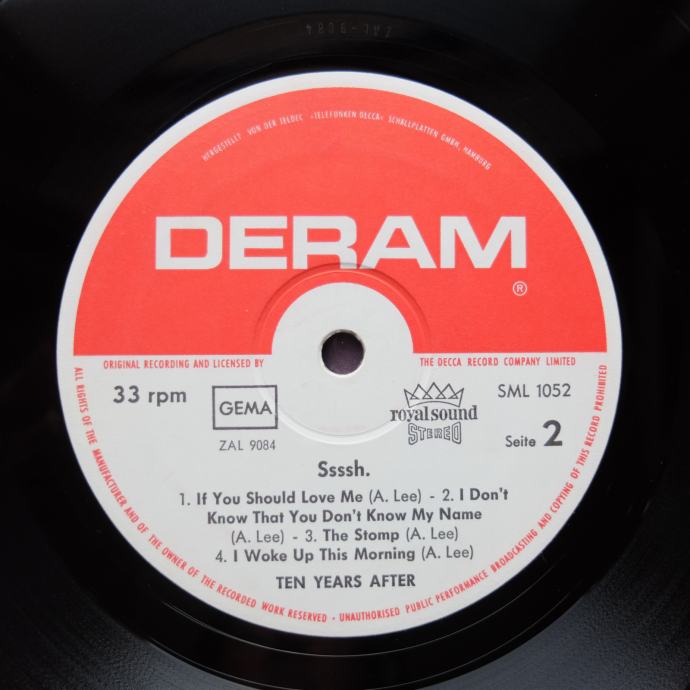 ZAL-9084
HERGESTELLT VON DER TELDEC »TELEFUNKEN DECCA« SCHALLPLATTEN GMBH, HAMBURG
DERAM
®
ORIGINAL RECORDING AND LICENSED BY THE DECCA RECORD COMPANY LIMITED
33 rpm
GEMA
ZAL 9084
royalsound
STEREO
SML 1052
Seite 2
Ssssh.
1. If You Should Love Me (A. Lee) - 2. I Don't
Know That You Don't Know My Name
(A. Lee) - 3. The Stomp (A. Lee)
4. I Woke Up This Morning (A. Lee)
TEN YEARS AFTER
ALL RIGHTS OF THE MANUFACTURER AND OF THE OWNER OF THE RECORDED WORK RESERVED - UNAUTHORISED PUBLIC PERFORMANCE BROADCASTING AND COPYING OF THIS RECORD PROHIBITED